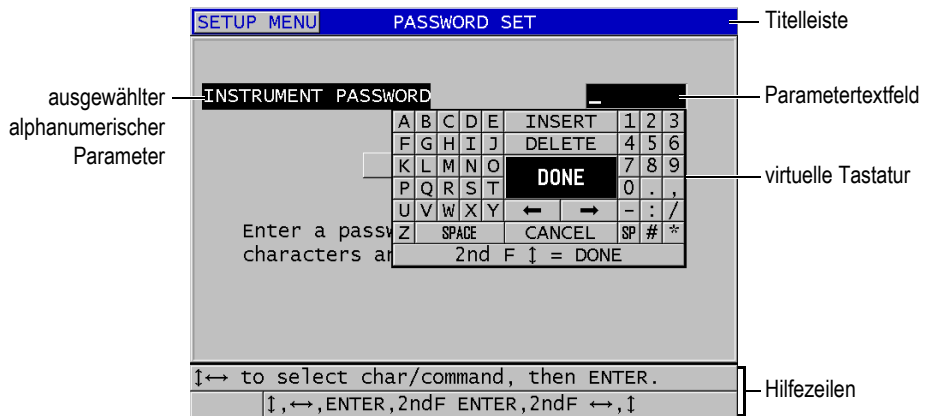 SETUP MENU PASSWORD SET
Titelleiste
INSTRUMENT PASSWORD _
ausgewählter
alphanumerischer
Parameter
Parametertextfeld
A B C D E INSERT 1 2 3
F G H I J DELETE 4 5 6
K L M N O DONE 7 8 9
P Q R S T 0 . ,
U V W X Y ← → - : /
Z SPACE CANCEL SP # *
2nd F ↕ = DONE
virtuelle Tastatur
Enter a passw
characters an
↕↔ to select char/command, then ENTER.
↕,↔,ENTER,2ndF ENTER,2ndF ↔,↕
Hilfezeilen